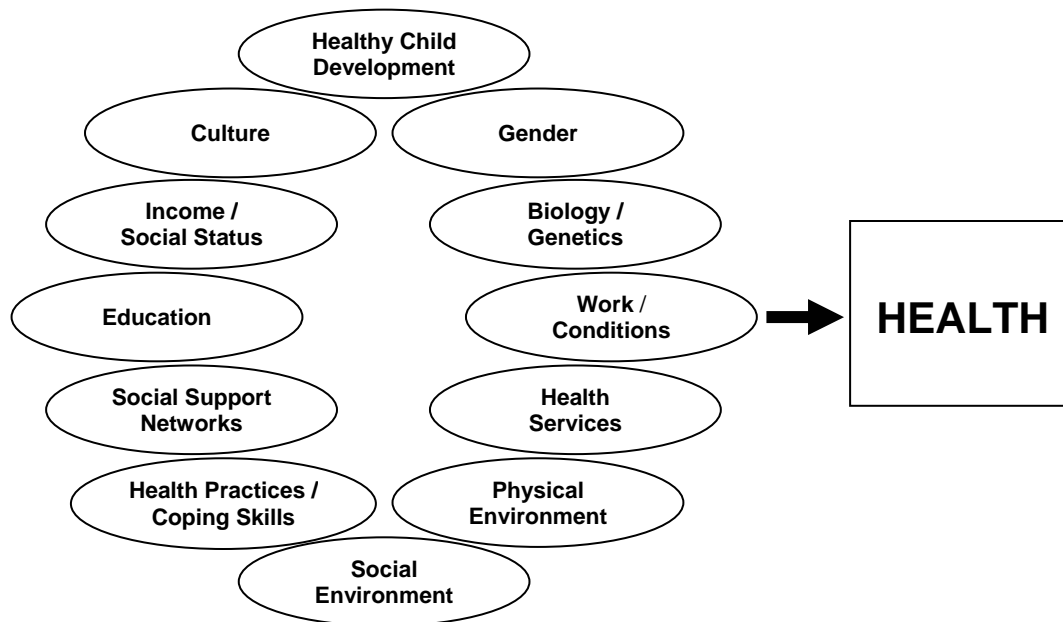 Healthy Child
Development
Culture
Gender
Income /
Social Status
Biology /
Genetics
Education
Work /
Conditions
HEALTH
Social Support
Networks
Health
Services
Health Practices /
Coping Skills
Physical
Environment
Social
Environment